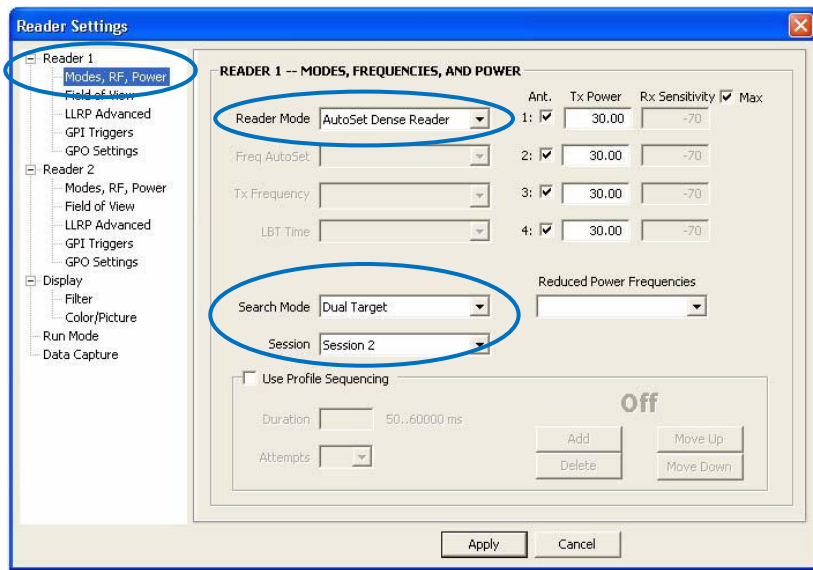 Reader Settings
Reader 1
Modes, RF, Power
Field of View
LLRP Advanced
GPI Triggers
GPO Settings
Reader 2
Modes, RF, Power
Field of View
LLRP Advanced
GPI Triggers
GPO Settings
Display
Filter
Color/Picture
Run Mode
Data Capture
READER 1 -- MODES, FREQUENCIES, AND POWER
Ant. Tx Power Rx Sensitivity Max
Reader Mode AutoSet Dense Reader 1: 30.00 -70
Freq AutoSet 2: 30.00 -70
Tx Frequency 3: 30.00 -70
LBT Time 4: 30.00 -70
Reduced Power Frequencies
Search Mode Dual Target
Session Session 2
Use Profile Sequencing
Off
Duration 50..60000 ms
Add Move Up
Attempts
Delete Move Down
Apply Cancel